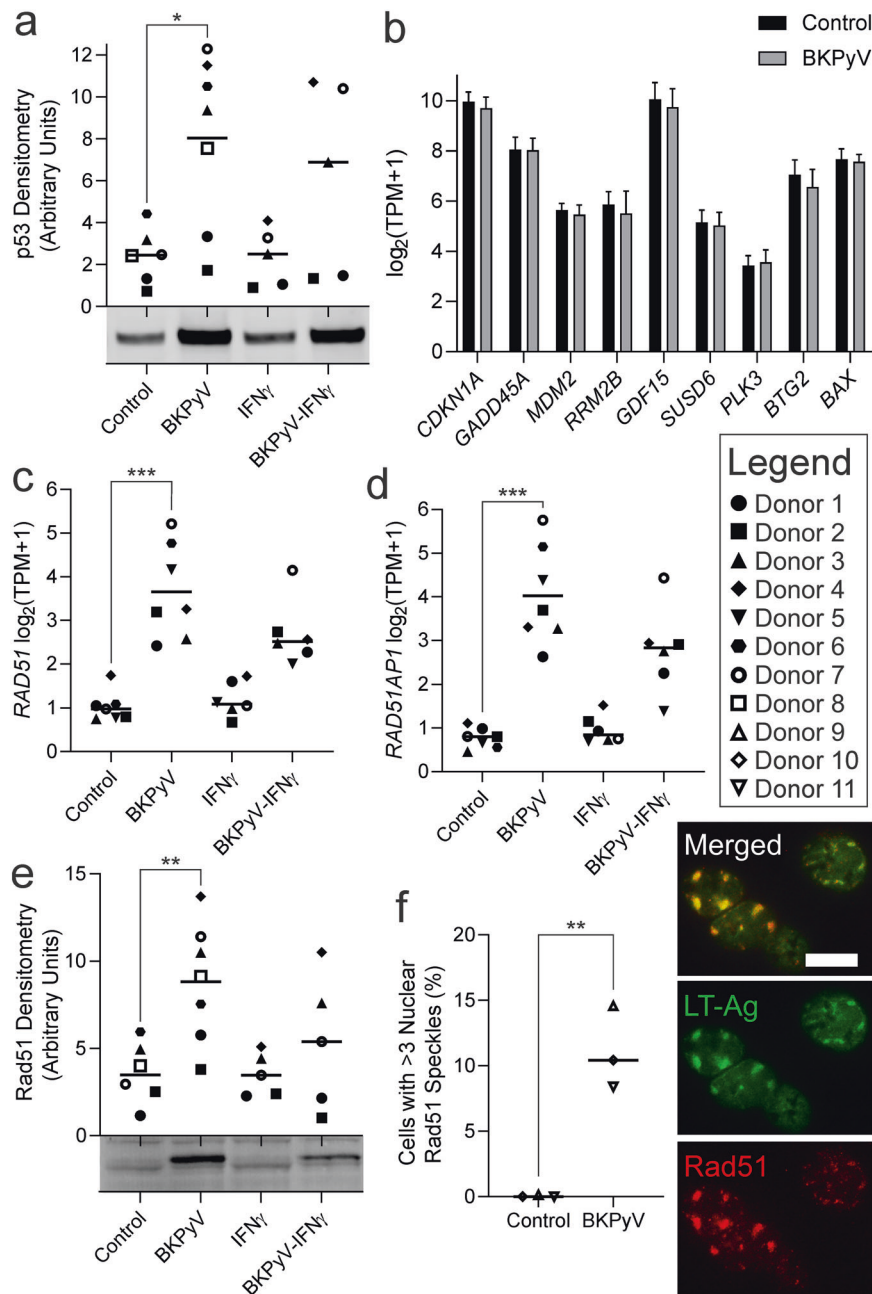 a
*
p53 Densitometry
(Arbitrary Units)
12
10
8
6
4
2
0
Control
BKPyV
IFNγ
BKPyV-IFNγ
b
Control
BKPyV
log2(TPM+1)
10
8
6
4
2
0
CDKN1A
GADD45A
MDM2
RRM2B
GDF15
SUSD6
PLK3
BTG2
BAX
c
***
RAD51 log2(TPM+1)
6
5
4
3
2
1
0
Control
BKPyV
IFNγ
BKPyV-IFNγ
d
***
RAD51AP1 log2(TPM+1)
6
5
4
3
2
1
0
Control
BKPyV
IFNγ
BKPyV-IFNγ
Legend
Donor 1
Donor 2
Donor 3
Donor 4
Donor 5
Donor 6
Donor 7
Donor 8
Donor 9
Donor 10
Donor 11
e
**
Rad51 Densitometry
(Arbitrary Units)
15
10
5
0
Control
BKPyV
IFNγ
BKPyV-IFNγ
f
**
Cells with >3 Nuclear
Rad51 Speckles (%)
20
15
10
5
0
Control
BKPyV
Merged
LT-Ag
Rad51